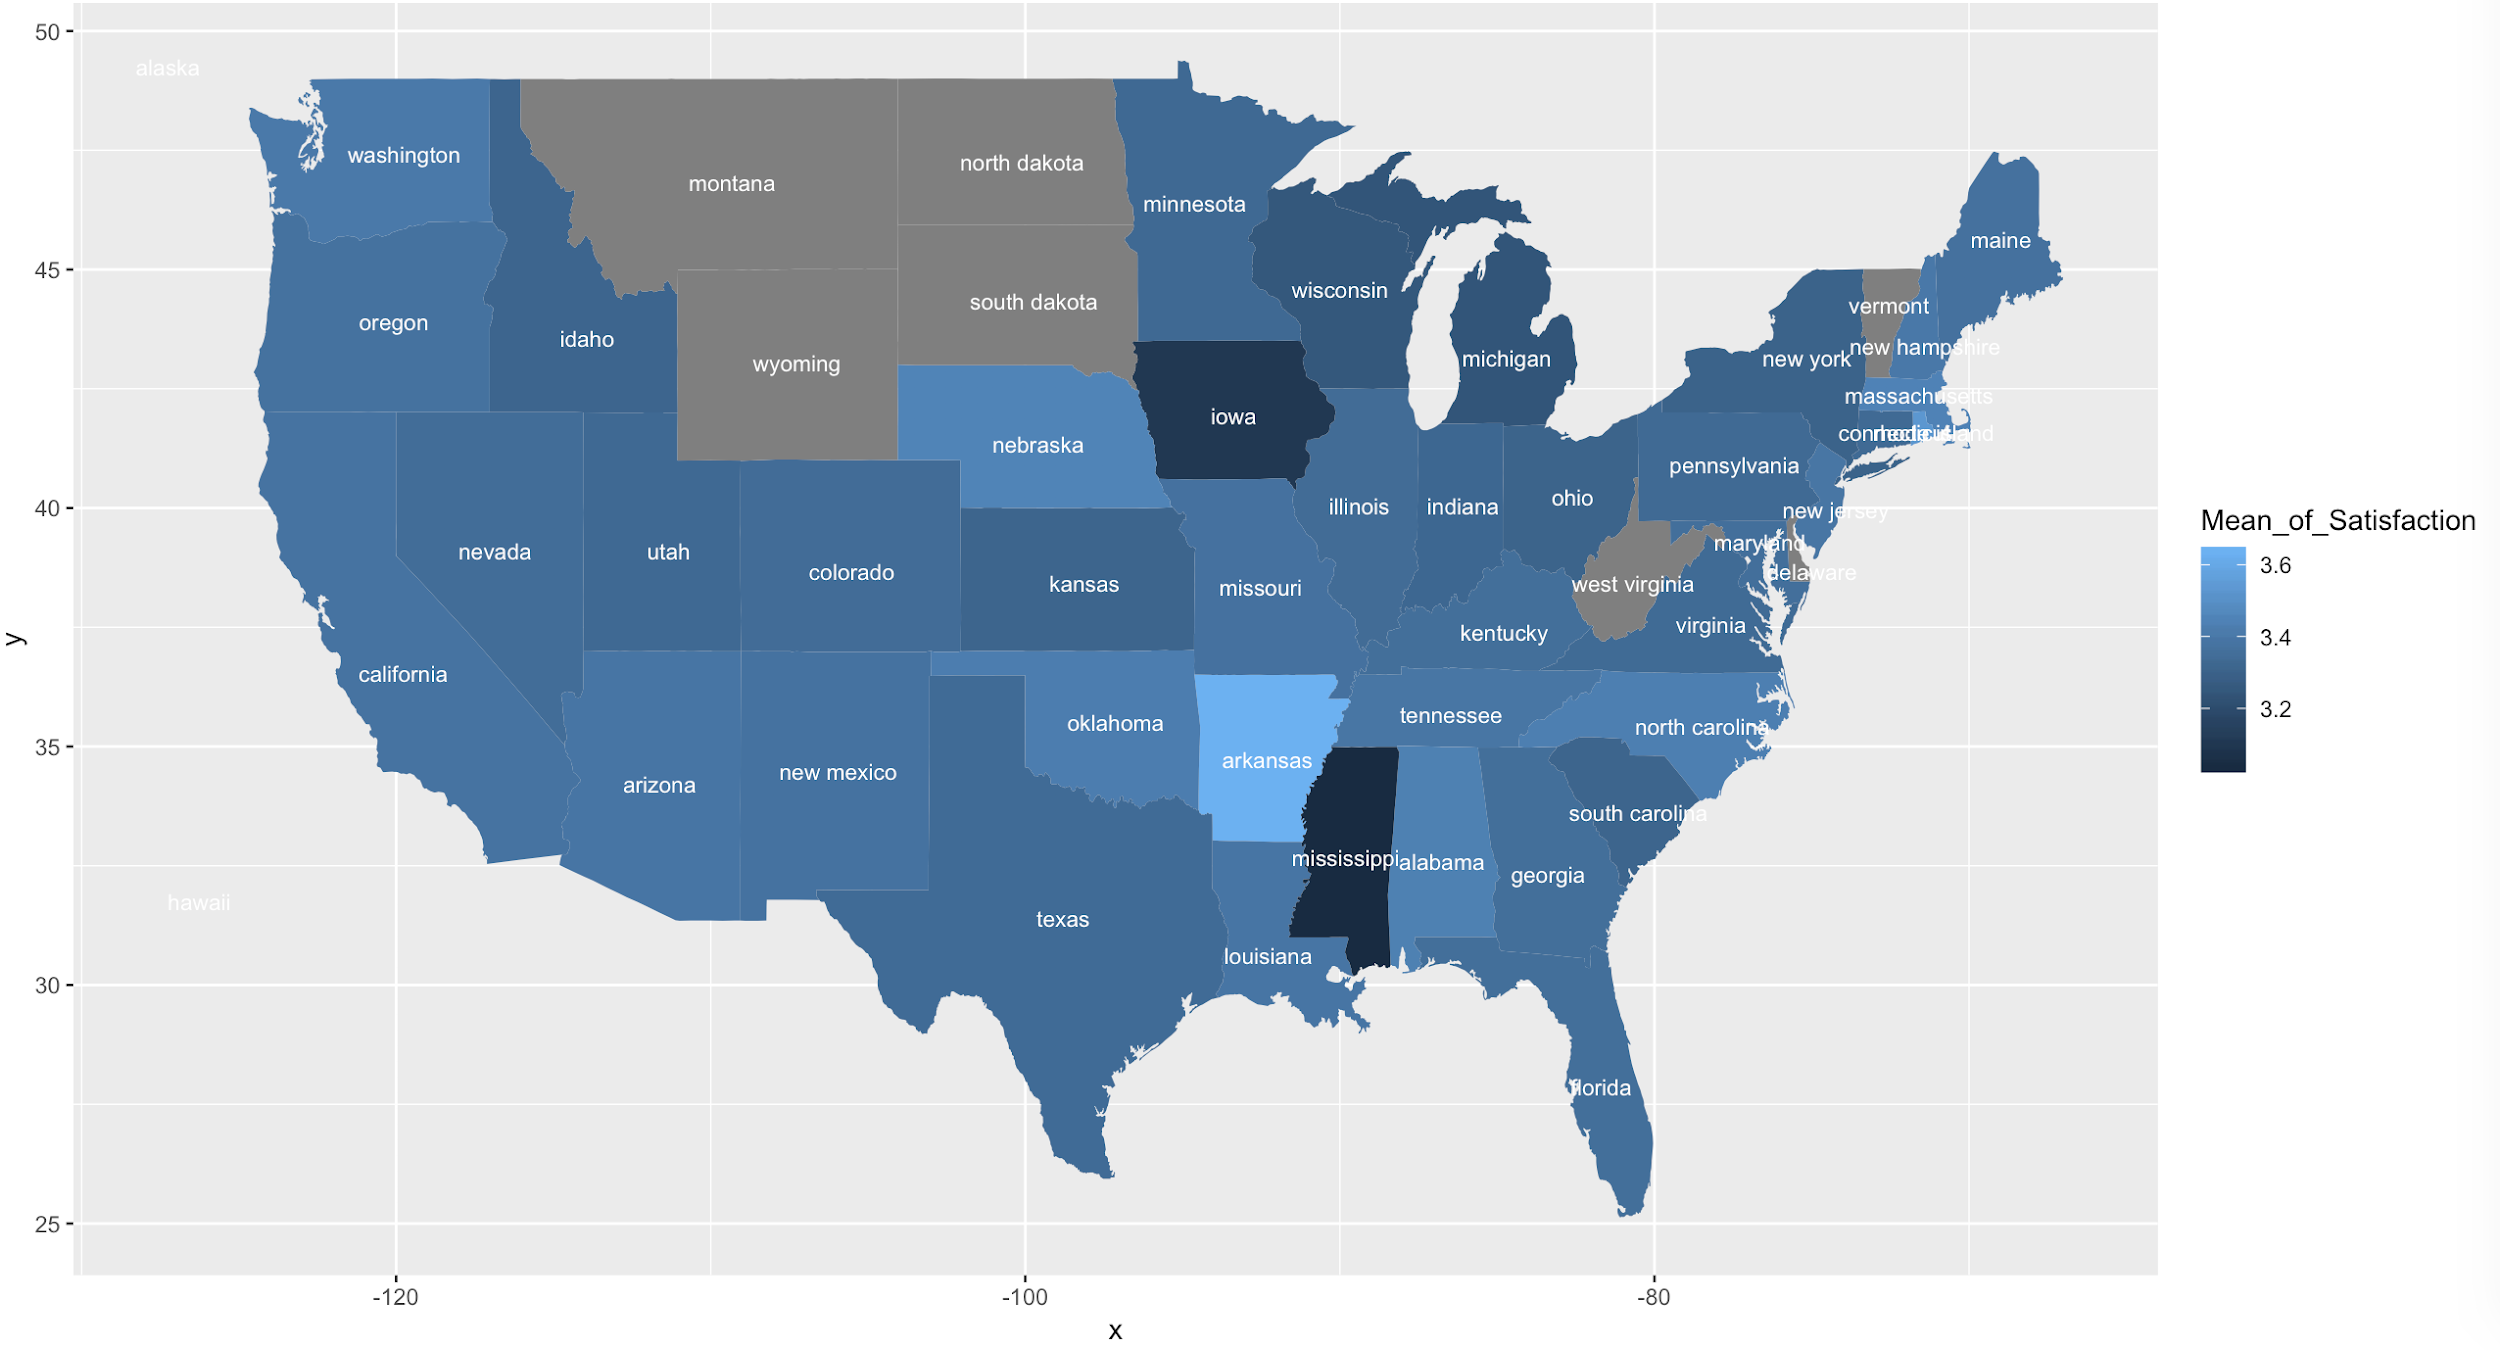 50
alaska
washington
montana
north dakota
minnesota
maine
45
wisconsin
south dakota
vermont
oregon
idaho
new hampshire
wyoming
michigan
new york
massachusetts
iowa
connecticut
rhode island
nebraska
pennsylvania
ohio
40
illinois
indiana
new jersey
Mean_of_Satisfaction
nevada
utah
maryland
3.6
colorado
delaware
kansas
west virginia
missouri
virginia
kentucky
3.4
y
california
tennessee
3.2
oklahoma
north carolina
35
arkansas
new mexico
arizona
south carolina
mississippi
alabama
georgia
hawaii
texas
louisiana
30
florida
25
-120
-100
-80
x